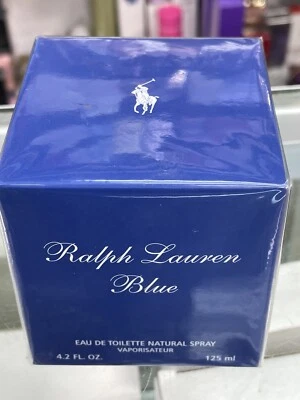 Ralph Lauren
Blue
EAU DE TOILETTE NATURAL SPRAY
VAPORISATEUR
4.2 FL. OZ. 125 ml